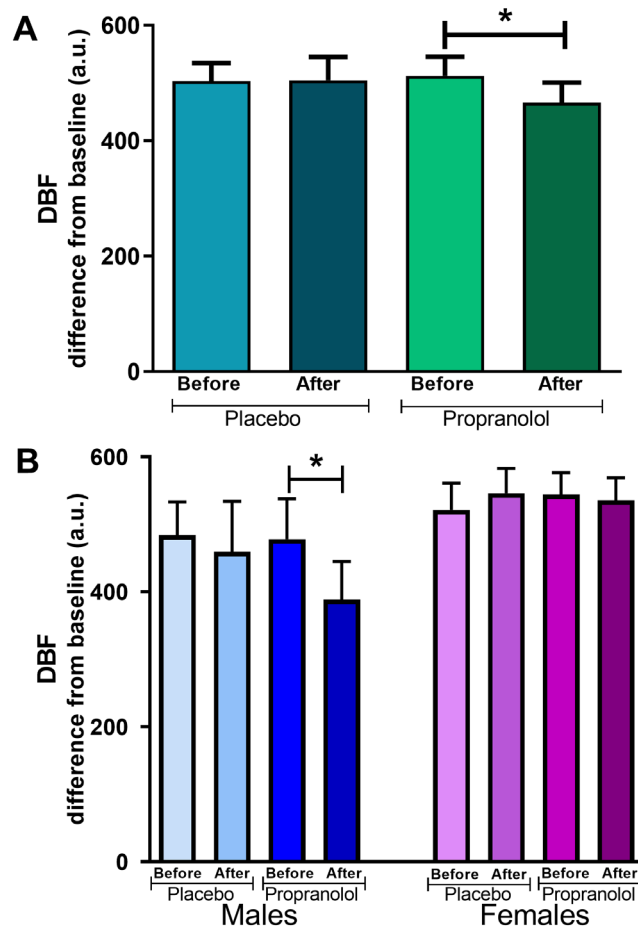 A
DBF
difference from baseline (a.u.)
600
400
200
0
*
Before After Before After
Placebo Propranolol
B
DBF
difference from baseline (a.u.)
600
400
200
0
*
Before After Before After Before After Before After
Placebo Propranolol Placebo Propranolol
Males Females